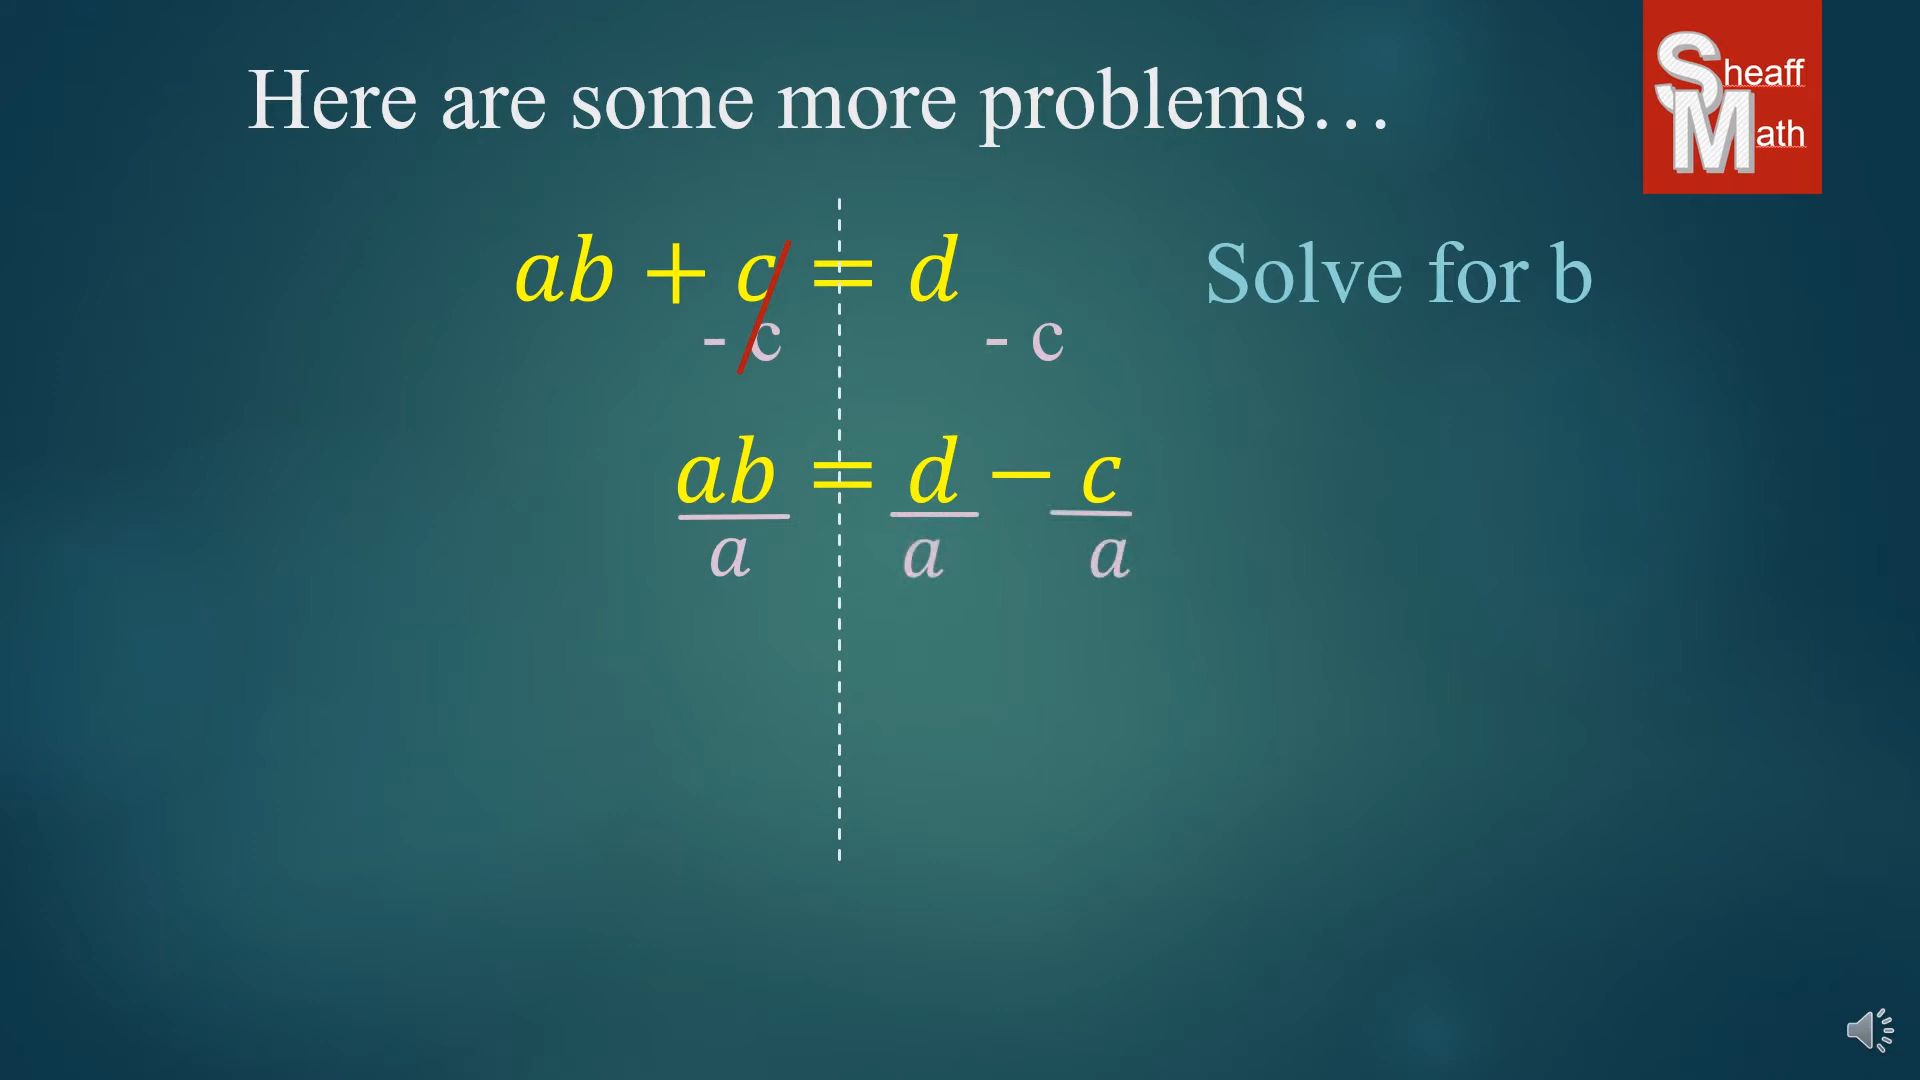 Here are some more problems…
Sheaff
Math
ab + c = d
Solve for b
- c - c
ab = d − c
a a a